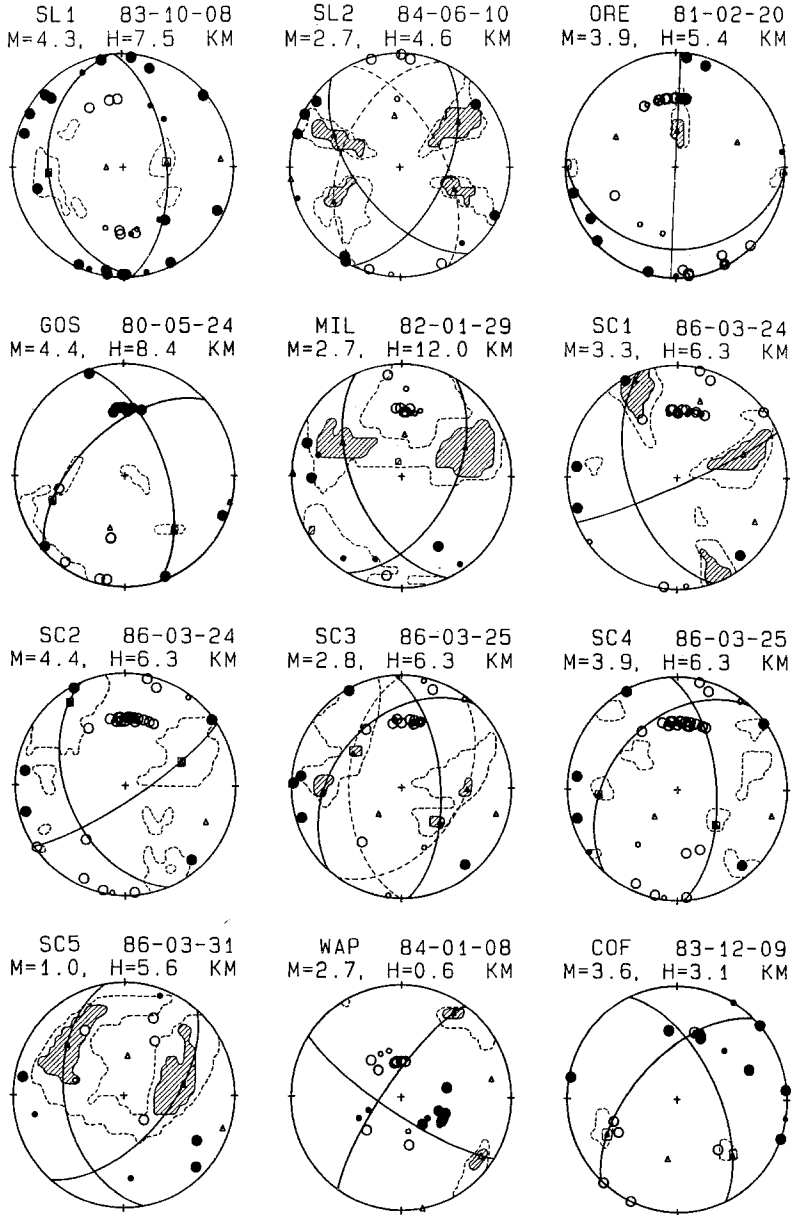 SL1 83-10-08
M=4.3, H=7.5 KM
SL2 84-06-10
M=2.7, H=4.6 KM
ORE 81-02-20
M=3.9, H=5.4 KM
GOS 80-05-24
M=4.4, H=8.4 KM
MIL 82-01-29
M=2.7, H=12.0 KM
SC1 86-03-24
M=3.3, H=6.3 KM
SC2 86-03-24
M=4.4, H=6.3 KM
SC3 86-03-25
M=2.8, H=6.3 KM
SC4 86-03-25
M=3.9, H=6.3 KM
SC5 86-03-31
M=1.0, H=5.6 KM
WAP 84-01-08
M=2.7, H=0.6 KM
COF 83-12-09
M=3.6, H=3.1 KM